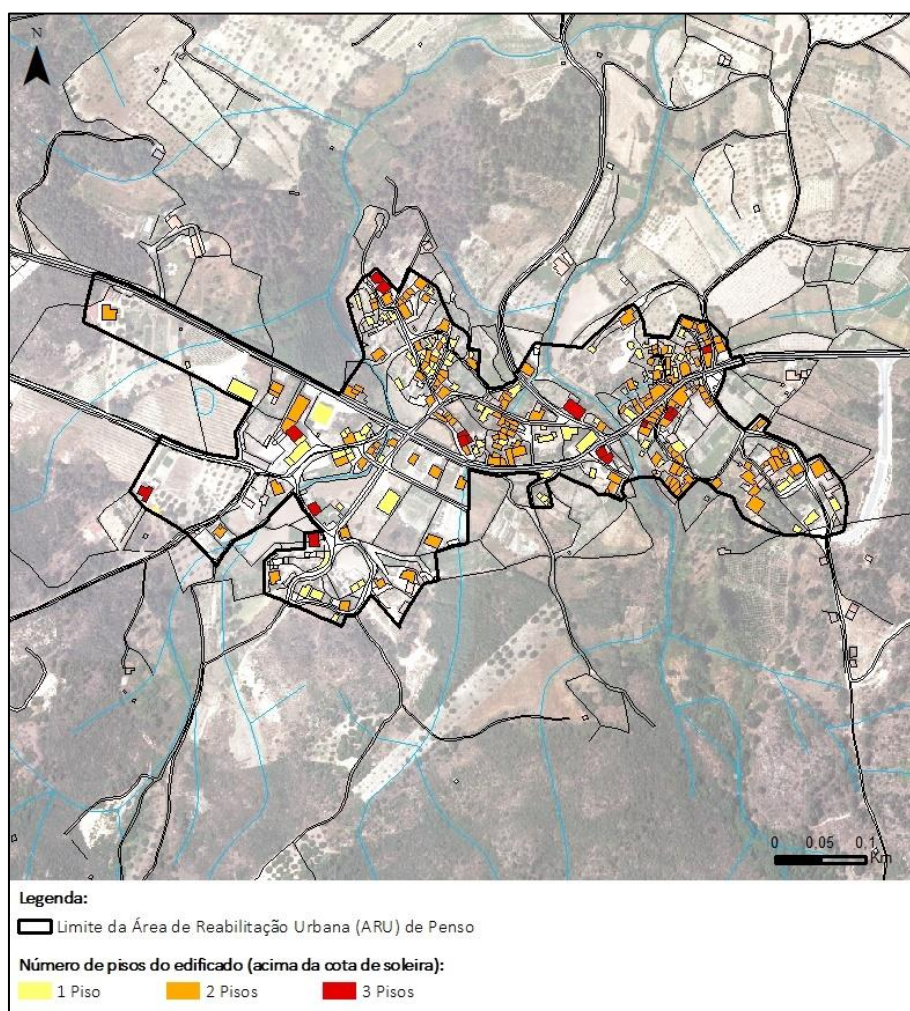 N
0 0,05 0,1
Km
Legenda:
Limite da Área de Reabilitação Urbana (ARU) de Penso
Número de pisos do edificado (acima da cota de soleira):
1 Piso 2 Pisos 3 Pisos